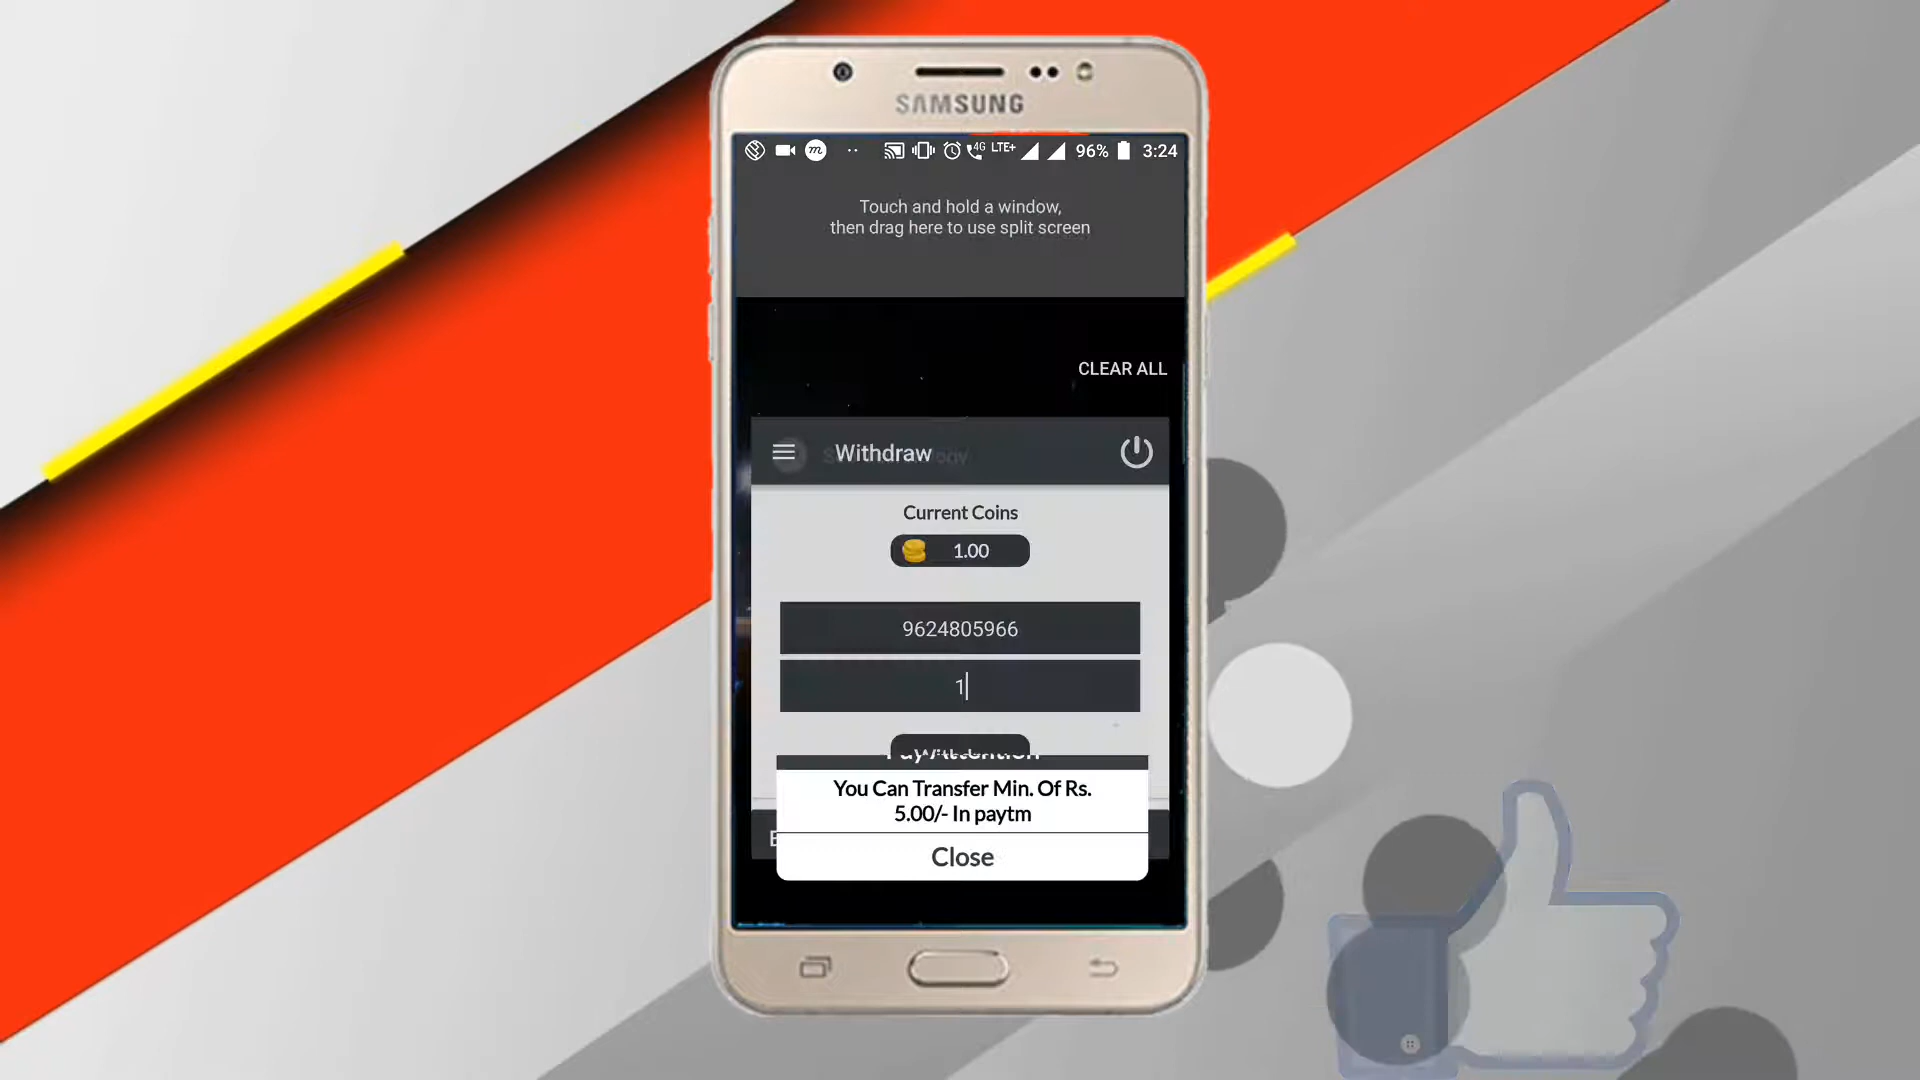 SAMSUNG
4G LTE+ 96% 3:24
Touch and hold a window,
then drag here to use split screen
CLEAR ALL
Withdraw
Current Coins
1.00
9624805966
1
Pay Attention
You Can Transfer Min. Of Rs.
5.00/- In paytm
Close